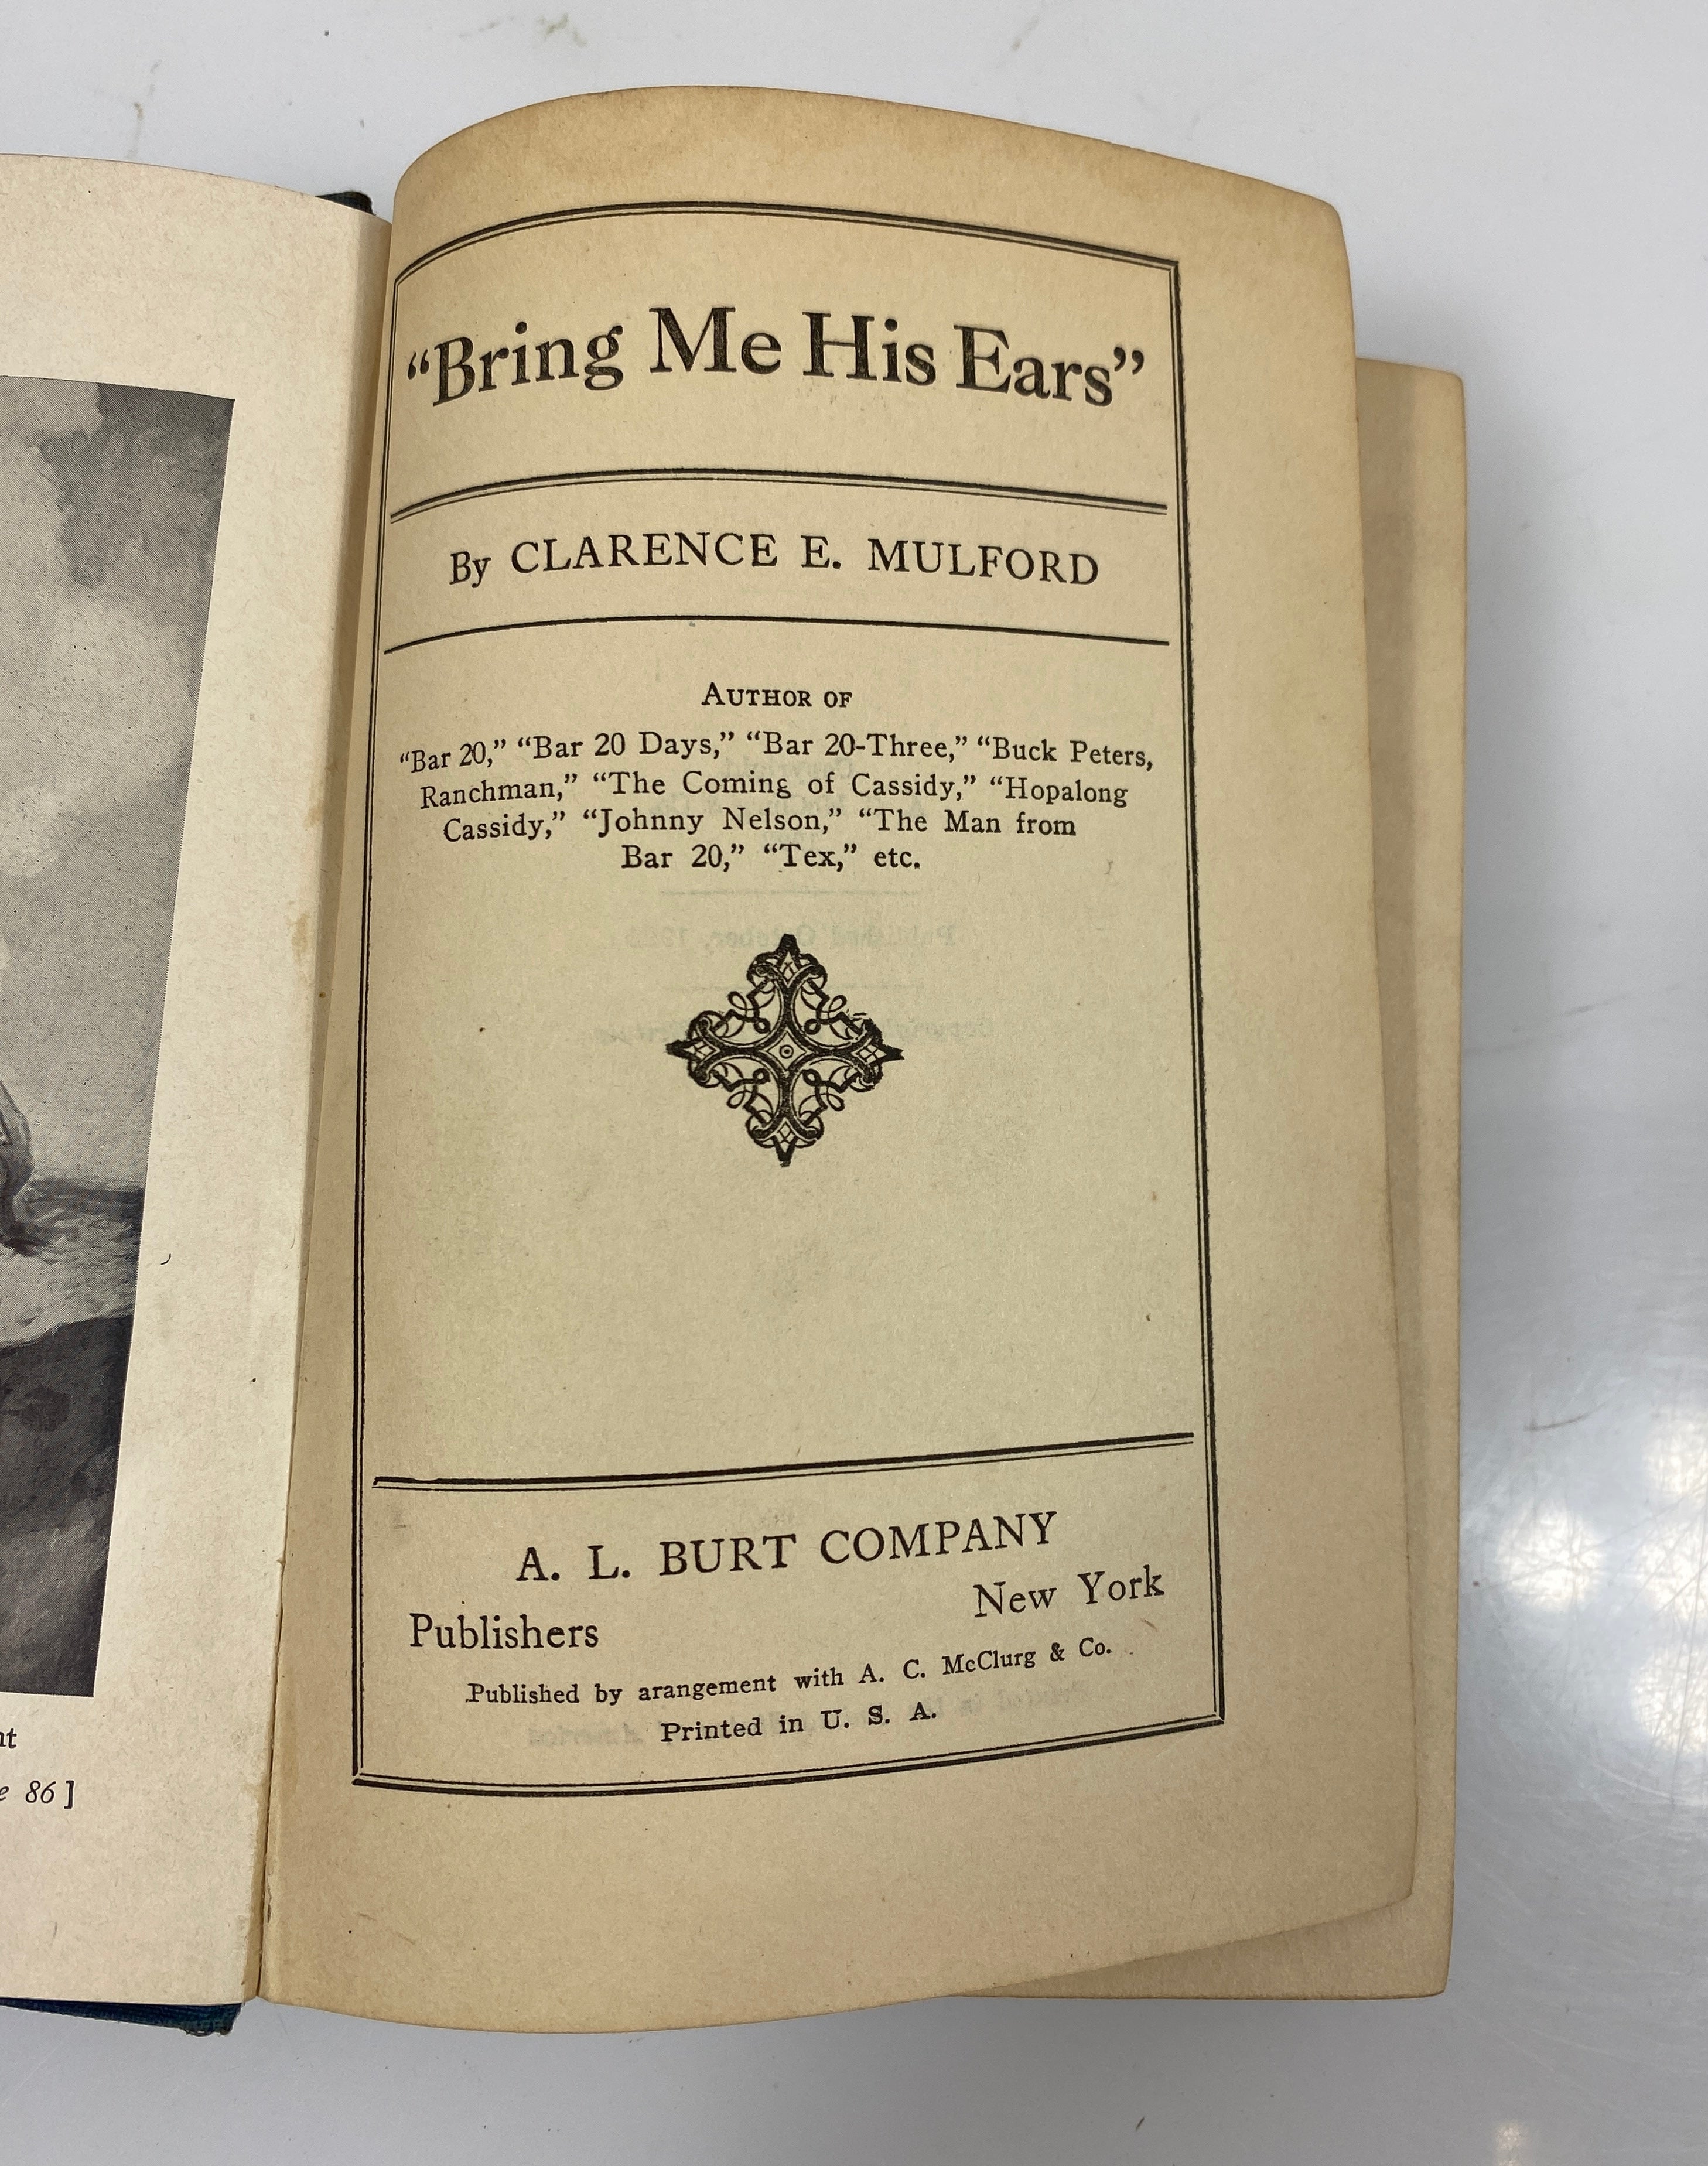 nt
e 86]
"Bring Me His Ears"
By CLARENCE E. MULFORD
AUTHOR OF
"Bar 20," "Bar 20 Days," "Bar 20-Three," "Buck Peters,
Ranchman," "The Coming of Cassidy," "Hopalong
Cassidy," "Johnny Nelson," "The Man from
Bar 20," "Tex," etc.
A. L. BURT COMPANY
Publishers New York
Published by arangement with A. C. McClurg & Co.
Printed in U. S. A.